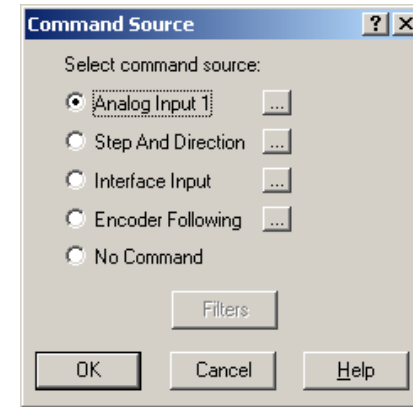 Command Source
Select command source:
Analog Input 1 ...
Step And Direction ...
Interface Input ...
Encoder Following ...
No Command
Filters
OK Cancel Help